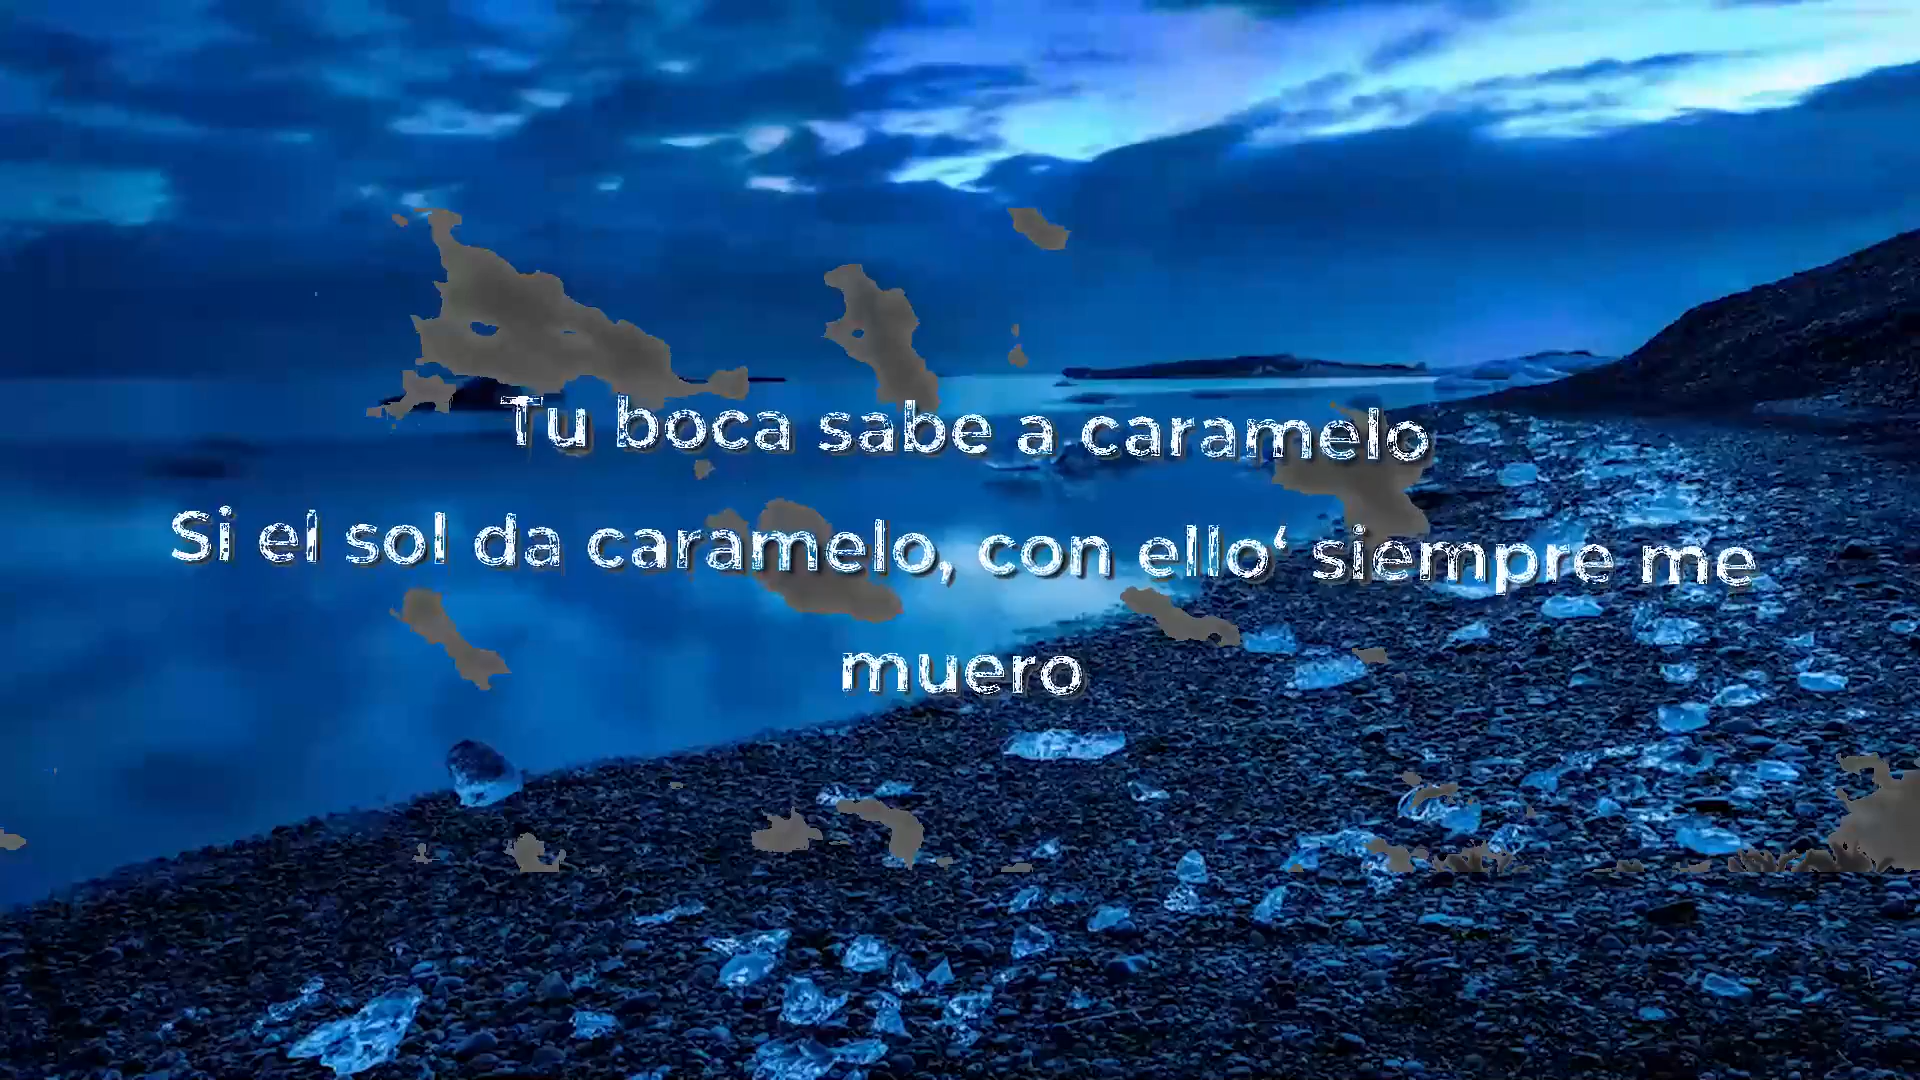 Tu boca sabe a caramelo
Si el sol da caramelo, con ello‘ siempre me
muero